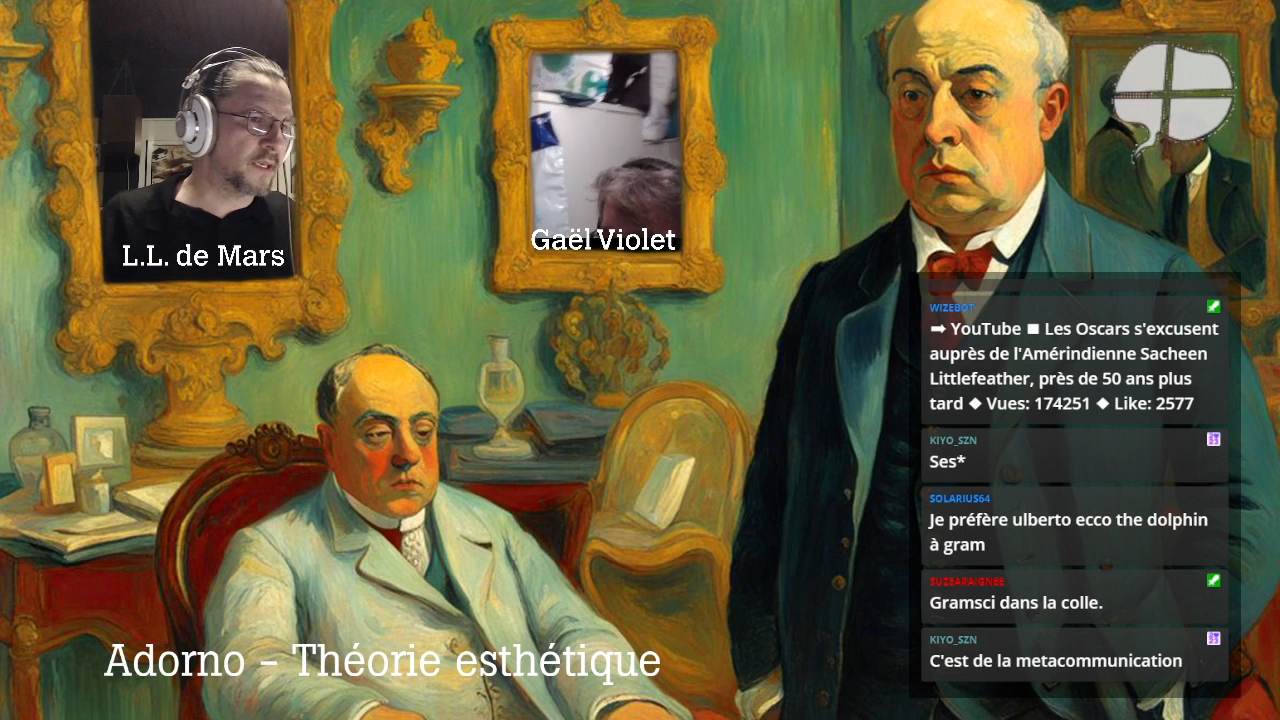 L.L. de Mars
Gaël Violet
WIZEBOT
➡ YouTube ■ Les Oscars s'excusent
auprès de l'Amérindienne Sacheen
Littlefeather, près de 50 ans plus
tard ◆ Vues: 174251 ◆ Like: 2577
KIYO_SZN
Ses*
SOLARIUS64
Je préfère ulberto ecco the dolphin
à gram
SUZEARAIGNEE
Gramsci dans la colle.
KIYO_SZN
C'est de la metacommunication
Adorno – Théorie esthétique